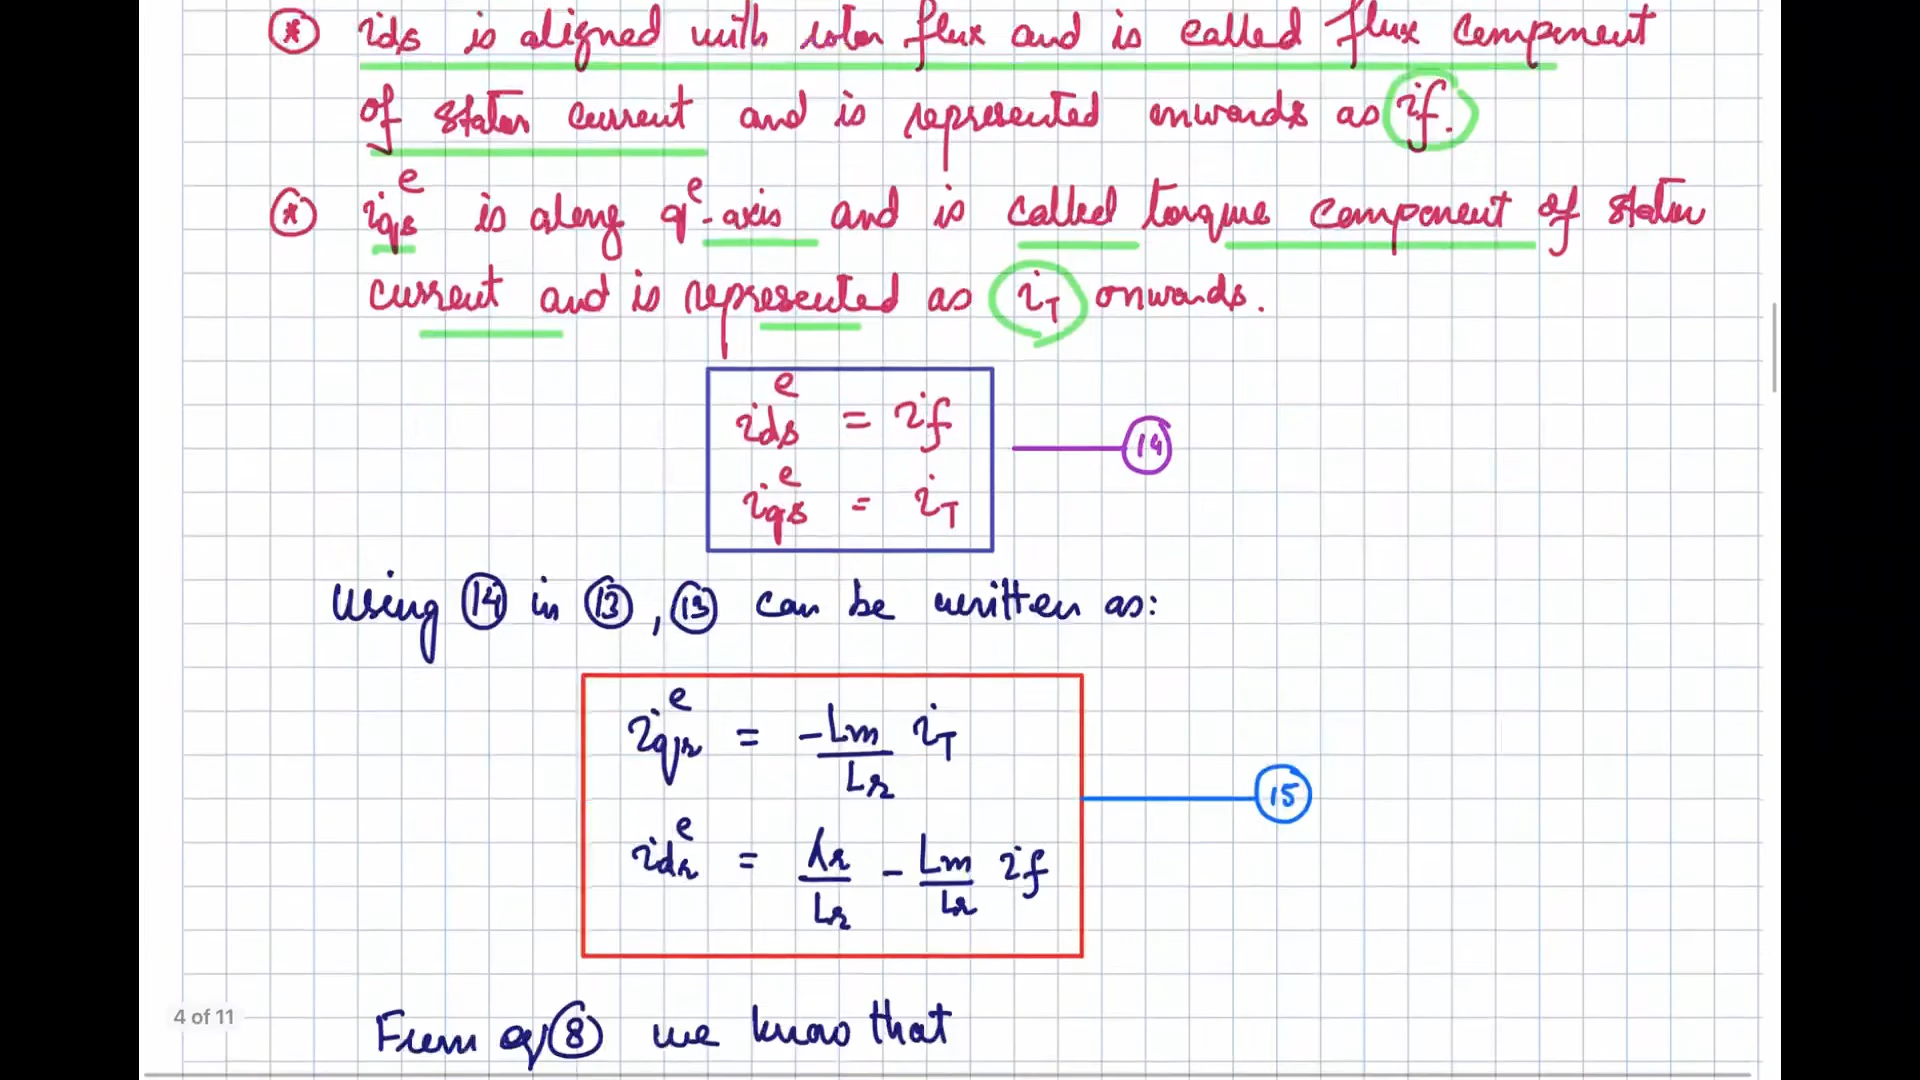 * ids is aligned with rotor flux and is called flux component
of stator current and is represented onwards as if.
* iqs^e is along q^e-axis and is called torque component of stator
current and is represented as iT onwards.
ids^e = if
iqs^e = iT
14
Using 14 in 13, 13 can be written as:
iqr^e = -Lm/Lr iT
idr^e = λr/Lr - Lm/Lr if
15
4 of 11
From eq 8 we know that